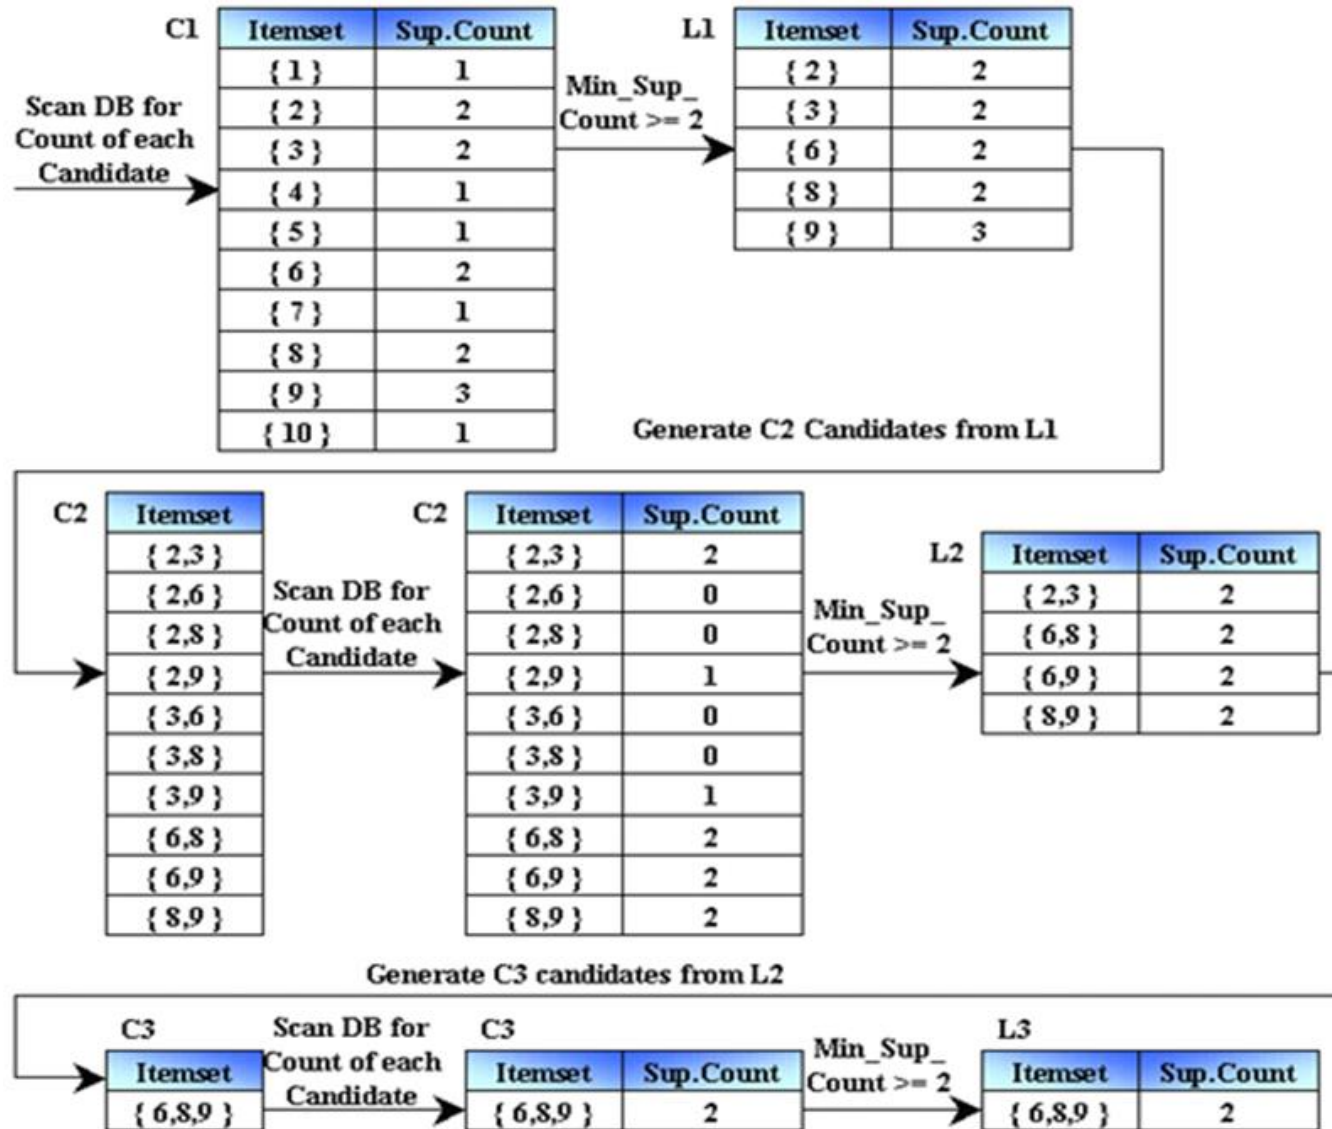 C1
Itemset Sup.Count
{ 1 } 1
{ 2 } 2
{ 3 } 2
{ 4 } 1
{ 5 } 1
{ 6 } 2
{ 7 } 1
{ 8 } 2
{ 9 } 3
{ 10 } 1
Scan DB for
Count of each
Candidate
Min_Sup_
Count >= 2
L1
Itemset Sup.Count
{ 2 } 2
{ 3 } 2
{ 6 } 2
{ 8 } 2
{ 9 } 3
Generate C2 Candidates from L1
C2
Itemset
{ 2,3 }
{ 2,6 }
{ 2,8 }
{ 2,9 }
{ 3,6 }
{ 3,8 }
{ 3,9 }
{ 6,8 }
{ 6,9 }
{ 8,9 }
Scan DB for
Count of each
Candidate
C2
Itemset Sup.Count
{ 2,3 } 2
{ 2,6 } 0
{ 2,8 } 0
{ 2,9 } 1
{ 3,6 } 0
{ 3,8 } 0
{ 3,9 } 1
{ 6,8 } 2
{ 6,9 } 2
{ 8,9 } 2
Min_Sup_
Count >= 2
L2
Itemset Sup.Count
{ 2,3 } 2
{ 6,8 } 2
{ 6,9 } 2
{ 8,9 } 2
Generate C3 candidates from L2
C3
Itemset
{ 6,8,9 }
Scan DB for
Count of each
Candidate
C3
Itemset Sup.Count
{ 6,8,9 } 2
Min_Sup_
Count >= 2
L3
Itemset Sup.Count
{ 6,8,9 } 2